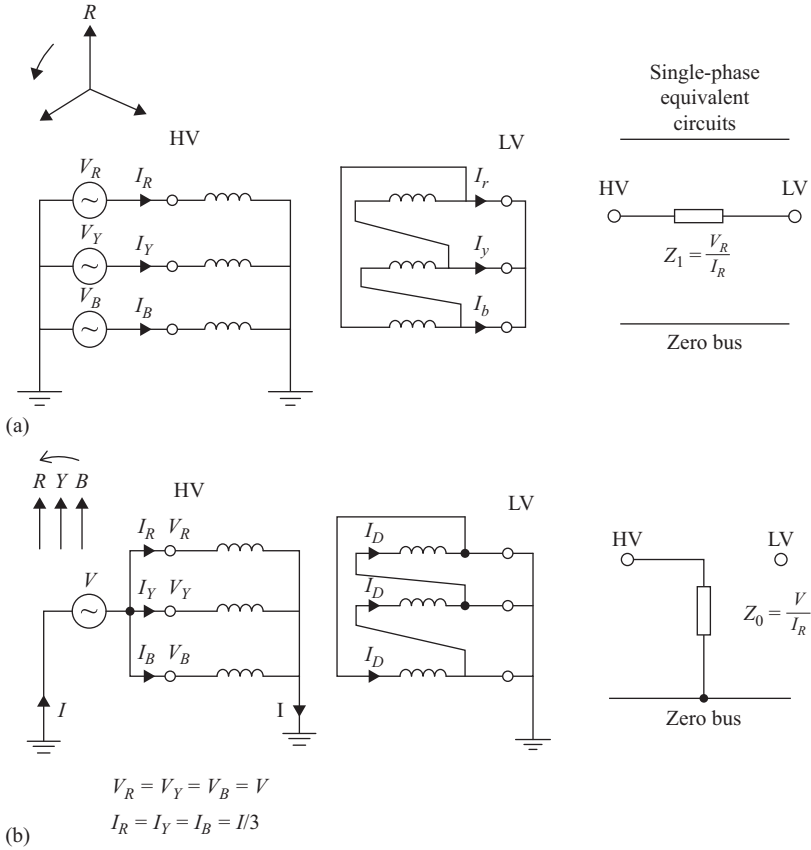 R
HV
LV
Single-phase
equivalent
circuits
V_R I_R
I_r
HV LV
V_Y I_Y
I_y
Z_1 = V_R / I_R
V_B I_B
I_b
Zero bus
(a)
R Y B
HV
LV
I_R V_R
I_D
HV LV
V
I_Y V_Y
I_D
Z_0 = V / I_R
I_B V_B
I_D
I
I
Zero bus
V_R = V_Y = V_B = V
I_R = I_Y = I_B = I/3
(b)